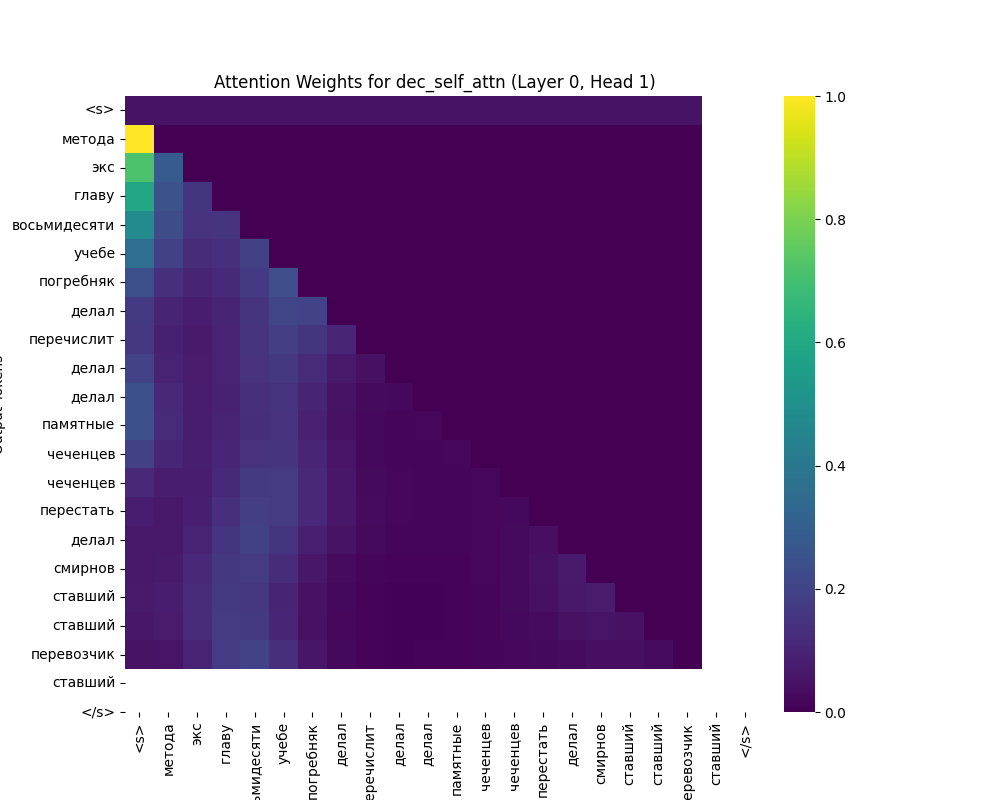 Attention Weights for dec_self_attn (Layer 0, Head 1)
<s>
метода
экс
главу
восьмидесяти
учебе
погребняк
делал
перечислит
делал
делал
памятные
чеченцев
чеченцев
перестать
делал
смирнов
ставший
ставший
перевозчик
ставший
</s>
1.0
0.8
0.6
0.4
0.2
0.0
<s>
метода
экс
главу
ьмидесяти
учебе
погребняк
делал
еречислит
делал
делал
памятные
чеченцев
чеченцев
перестать
делал
смирнов
ставший
ставший
еревозчик
ставший
</s>